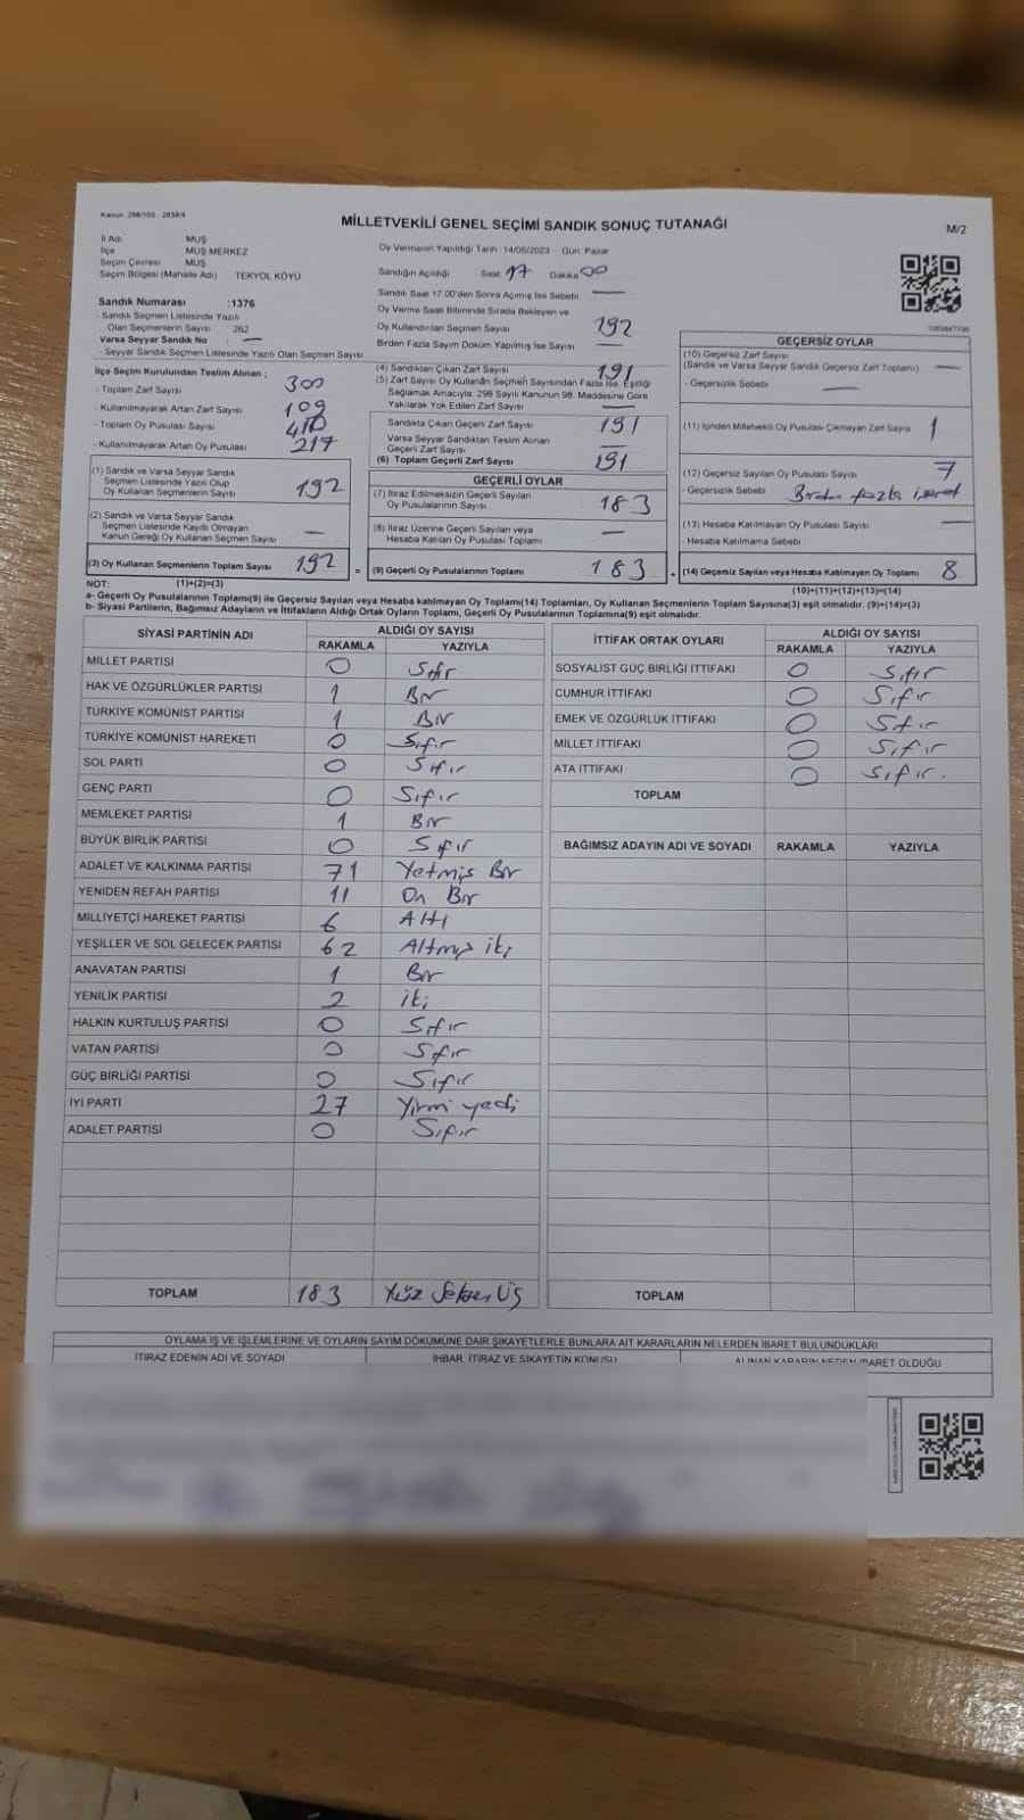 Kanun: 298/105 - 2839/4
MİLLETVEKİLİ GENEL SEÇİMİ SANDIK SONUÇ TUTANAĞI
M/2
İl Adı MUŞ
İlçe MUŞ MERKEZ
Seçim Çevresi MUŞ
Seçim Bölgesi (Mahalle Adı) TEKYOL KÖYÜ
Sandık Numarası :1376
- Sandık Seçmen Listesinde Yazılı
Olan Seçmenlerin Sayısı 262
Varsa Seyyar Sandık No : —
- Seyyar Sandık Seçmen Listesinde Yazılı Olan Seçmen Sayısı
Oy Vermenin Yapıldığı Tarih : 14/05/2023 - Gün: Pazar
Sandığın Açıldığı Saat: 17 Dakika: 00
Sandık Saat 17.00'den Sonra Açılmış İse Sebebi —
Oy Verme Saati Bitiminde Sırada Bekleyen ve
Oy Kullandırılan Seçmen Sayısı 192
Birden Fazla Sayım Döküm Yapılmış İse Sayısı —
İlçe Seçim Kurulundan Teslim Alınan :
- Toplam Zarf Sayısı 300
- Kullanılmayarak Artan Zarf Sayısı 109
- Toplam Oy Pusulası Sayısı 410
- Kullanılmayarak Artan Oy Pusulası 217
(4) Sandıktan Çıkan Zarf Sayısı 191
(5) Zarf Sayısı Oy Kullanan Seçmen Sayısından Fazla İse, Eşitliği
Sağlamak Amacıyla, 298 Sayılı Kanunun 98. Maddesine Göre
Yakılarak Yok Edilen Zarf Sayısı —
Sandıkta Çıkan Geçerli Zarf Sayısı 191
Varsa Seyyar Sandıktan Teslim Alınan
Geçerli Zarf Sayısı —
(6) Toplam Geçerli Zarf Sayısı 191
GEÇERSİZ OYLAR
(10) Geçersiz Zarf Sayısı
(Sandık ve Varsa Seyyar Sandık Geçersiz Zarf Toplamı) —
- Geçersizlik Sebebi —
(11) İçinden Milletvekili Oy Pusulası Çıkmayan Zarf Sayısı 1
(12) Geçersiz Sayılan Oy Pusulası Sayısı 7
- Geçersizlik Sebebi Birden fazla işaret
(13) Hesaba Katılmayan Oy Pusulası Sayısı —
- Hesaba Katılmama Sebebi
(14) Geçersiz Sayılan veya Hesaba Katılmayan Oy Toplamı 8
(10)+(11)+(12)+(13)=(14)
(1) Sandık ve Varsa Seyyar Sandık
Seçmen Listesinde Yazılı Olup
Oy Kullanan Seçmenlerin Sayısı 192
(2) Sandık ve Varsa Seyyar Sandık
Seçmen Listesinde Kayıtlı Olmayan
Kanun Gereği Oy Kullanan Seçmen Sayısı —
(3) Oy Kullanan Seçmenlerin Toplam Sayısı 192 =
GEÇERLİ OYLAR
(7) İtiraz Edilmeksizin Geçerli Sayılan
Oy Pusulalarının Sayısı 183
(8) İtiraz Üzerine Geçerli Sayılan veya
Hesaba Katılan Oy Pusulası Toplamı —
(9) Geçerli Oy Pusulalarının Toplamı 183 +
NOT: (1)+(2)=(3)
a- Geçerli Oy Pusulaları Toplamı(9) ile Geçersiz Sayılan veya Hesaba katılmayan Oy Toplamı(14) Toplamları, Oy Kullanan Seçmenlerin Toplam Sayısına(3) eşit olmalıdır. (9)+(14)=(3)
b- Siyasi Partilerin, Bağımsız Adayların ve İttifakların Aldığı Ortak Oyların Toplamı, Geçerli Oy Pusulalarının Toplamına(9) eşit olmalıdır.
SİYASİ PARTİNİN ADI ALDIĞI OY SAYISI
RAKAMLA YAZIYLA
MİLLET PARTİSİ 0 Sıfır
HAK VE ÖZGÜRLÜKLER PARTİSİ 1 Bir
TÜRKİYE KOMÜNİST PARTİSİ 1 Bir
TÜRKİYE KOMÜNİST HAREKETİ 0 Sıfır
SOL PARTİ 0 Sıfır
GENÇ PARTİ 0 Sıfır
MEMLEKET PARTİSİ 1 Bir
BÜYÜK BİRLİK PARTİSİ 0 Sıfır
ADALET VE KALKINMA PARTİSİ 71 Yetmiş Bir
YENİDEN REFAH PARTİSİ 11 On Bir
MİLLİYETÇİ HAREKET PARTİSİ 6 Altı
YEŞİLLER VE SOL GELECEK PARTİSİ 62 Altmış iki
ANAVATAN PARTİSİ 1 Bir
YENİLİK PARTİSİ 2 iki
HALKIN KURTULUŞ PARTİSİ 0 Sıfır
VATAN PARTİSİ 0 Sıfır
GÜÇ BİRLİĞİ PARTİSİ 0 Sıfır
İYİ PARTİ 27 Yirmi yedi
ADALET PARTİSİ 0 Sıfır
TOPLAM 183 Yüz Seksen Üç
İTTİFAK ORTAK OYLARI ALDIĞI OY SAYISI
RAKAMLA YAZIYLA
SOSYALİST GÜÇ BİRLİĞİ İTTİFAKI 0 Sıfır
CUMHUR İTTİFAKI 0 Sıfır
EMEK VE ÖZGÜRLÜK İTTİFAKI 0 Sıfır
MİLLET İTTİFAKI 0 Sıfır
ATA İTTİFAKI 0 Sıfır.
TOPLAM
BAĞIMSIZ ADAYIN ADI VE SOYADI RAKAMLA YAZIYLA
TOPLAM
OYLAMA İŞ VE İŞLEMLERİNE VE OYLARIN SAYIM DÖKÜMÜNE DAİR ŞİKAYETLERLE BUNLARA AİT KARARLARIN NELERDEN İBARET BULUNDUKLARI
İTİRAZ EDENİN ADI VE SOYADI İHBAR, İTİRAZ VE ŞİKAYETİN KONUSU ALINAN KARARIN NEDEN İBARET OLDUĞU